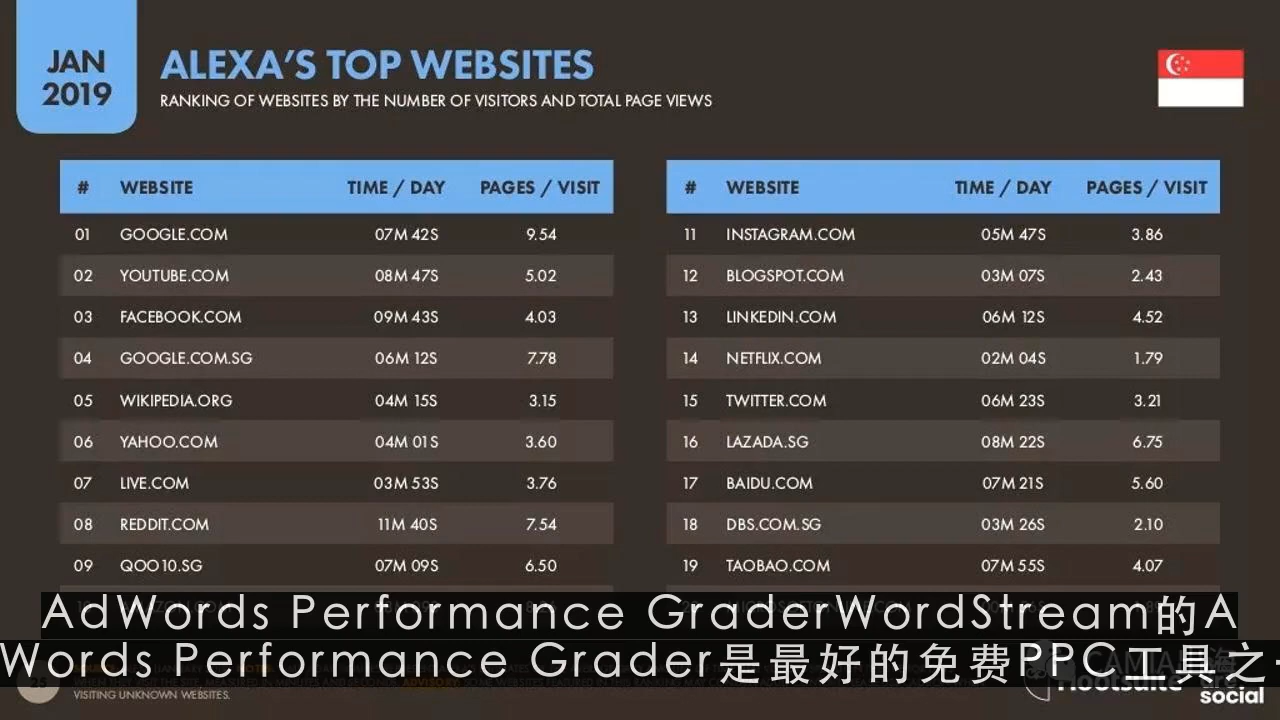 JAN
2019
ALEXA'S TOP WEBSITES
RANKING OF WEBSITES BY THE NUMBER OF VISITORS AND TOTAL PAGE VIEWS
# WEBSITE TIME / DAY PAGES / VISIT
01 GOOGLE.COM 07M 42S 9.54
02 YOUTUBE.COM 08M 47S 5.02
03 FACEBOOK.COM 09M 43S 4.03
04 GOOGLE.COM.SG 06M 12S 7.78
05 WIKIPEDIA.ORG 04M 15S 3.15
06 YAHOO.COM 04M 01S 3.60
07 LIVE.COM 03M 53S 3.76
08 REDDIT.COM 11M 40S 7.54
09 QOO10.SG 07M 09S 6.50
# WEBSITE TIME / DAY PAGES / VISIT
11 INSTAGRAM.COM 05M 47S 3.86
12 BLOGSPOT.COM 03M 07S 2.43
13 LINKEDIN.COM 06M 12S 4.52
14 NETFLIX.COM 02M 04S 1.79
15 TWITTER.COM 06M 23S 3.21
16 LAZADA.SG 08M 22S 6.75
17 BAIDU.COM 07M 21S 5.60
18 DBS.COM.SG 03M 26S 2.10
19 TAOBAO.COM 07M 55S 4.07
AdWords Performance GraderWordStream的A
Words Performance Grader是最好的免费PPC工具之
VISITING UNKNOWN WEBSITES.
Hootsuite
social